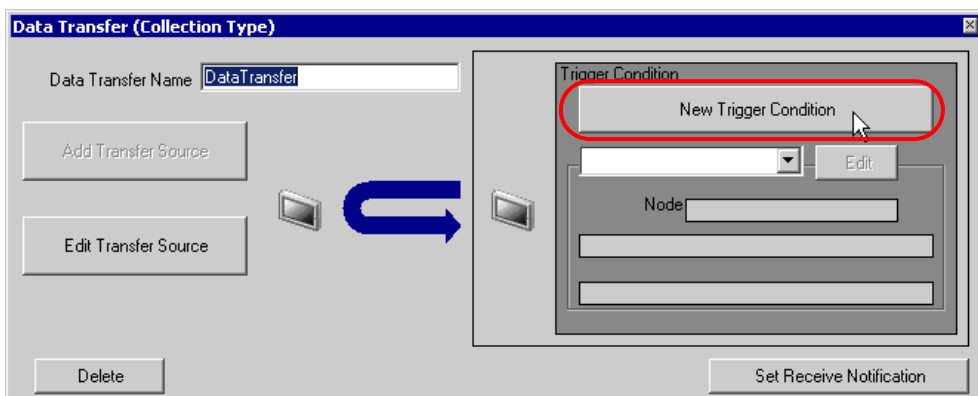 Data Transfer (Collection Type)
Data Transfer Name DataTransfer
Add Transfer Source
Edit Transfer Source
Delete
Trigger Condition
New Trigger Condition
Edit
Node
Set Receive Notification